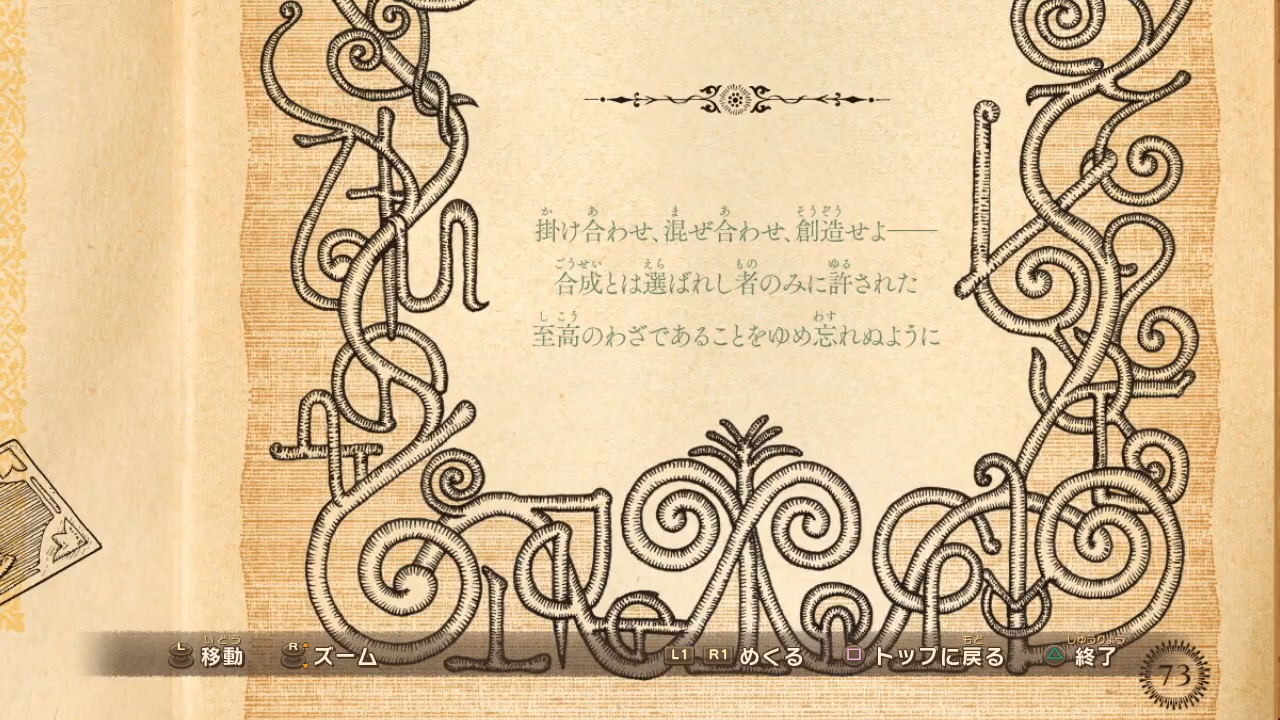 掛け合わせ、混ぜ合わせ、創造せよ――
合成とは選ばれし者のみに許された
至高のわざであることをゆめ忘れぬように
L 移動 R ズーム L1 R1 めくる □ トップに戻る △ 終了
73